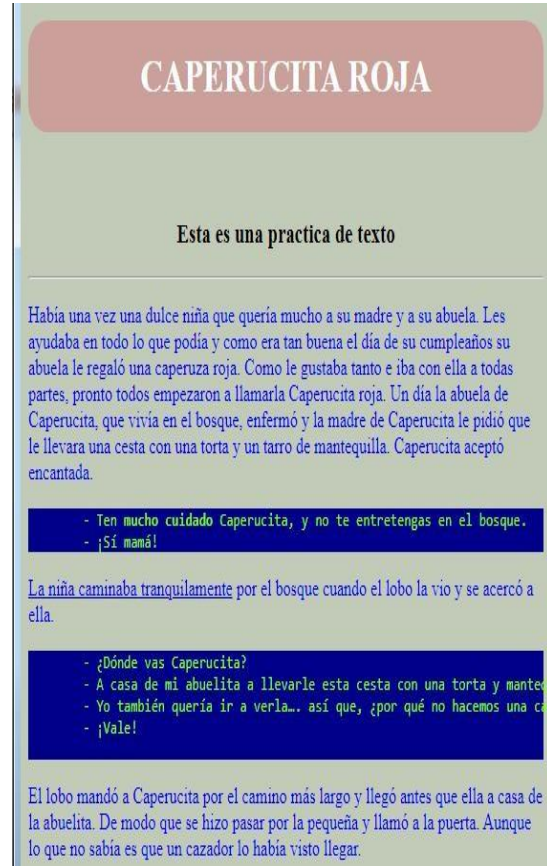 CAPERUCITA ROJA
Esta es una practica de texto
Había una vez una dulce niña que quería mucho a su madre y a su abuela. Les
ayudaba en todo lo que podía y como era tan buena el día de su cumpleaños su
abuela le regaló una caperuza roja. Como le gustaba tanto e iba con ella a todas
partes, pronto todos empezaron a llamarla Caperucita roja. Un día la abuela de
Caperucita, que vivía en el bosque, enfermó y la madre de Caperucita le pidió que
le llevara una cesta con una torta y un tarro de mantequilla. Caperucita aceptó
encantada.
- Ten mucho cuidado Caperucita, y no te entretengas en el bosque.
- ¡Sí mamá!
La niña caminaba tranquilamente por el bosque cuando el lobo la vio y se acercó a
ella.
- ¿Dónde vas Caperucita?
- A casa de mi abuelita a llevarle esta cesta con una torta y
- Yo también quería ir a verla…. así que, ¿por qué no hacemos una
- ¡Vale!
El lobo mandó a Caperucita por el camino más largo y llegó antes que ella a casa de
la abuelita. De modo que se hizo pasar por la pequeña y llamó a la puerta. Aunque
lo que no sabía es que un cazador lo había visto llegar.